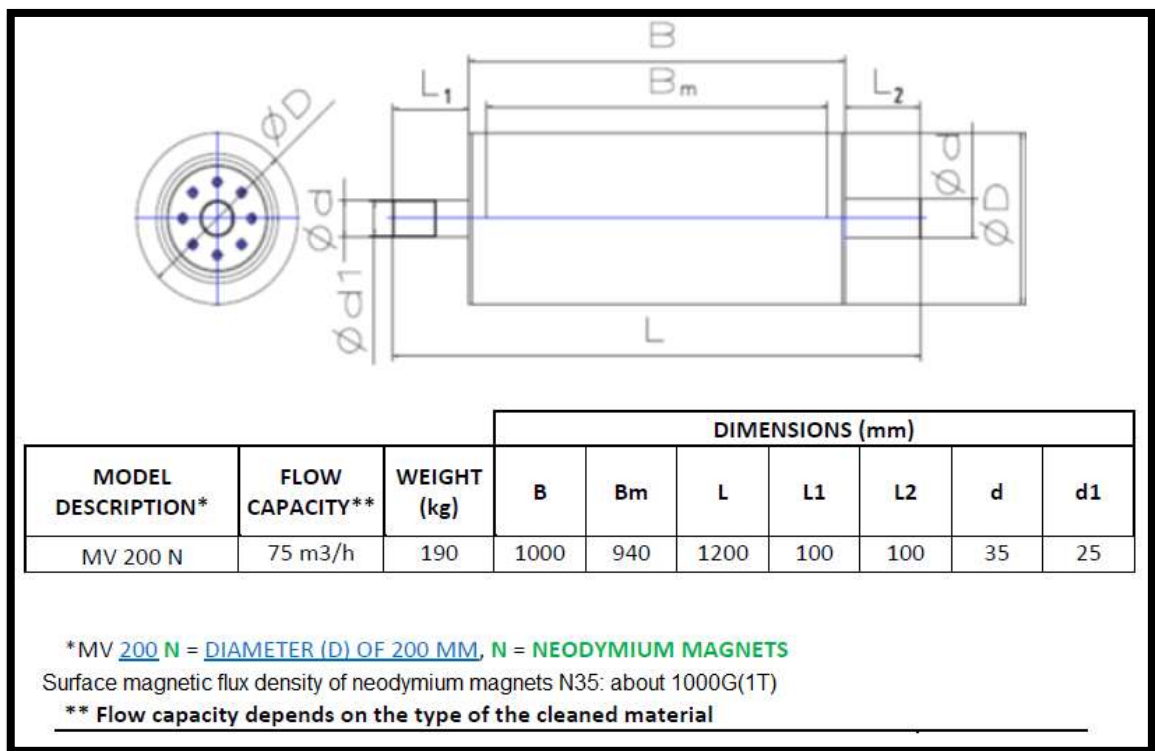 B
Bm
L1
L2
ØD
Ød
Ød
ØD
Ød1
L
DIMENSIONS (mm)
MODEL DESCRIPTION* FLOW CAPACITY** WEIGHT (kg) B Bm L L1 L2 d d1
MV 200 N 75 m3/h 190 1000 940 1200 100 100 35 25
*MV 200 N = DIAMETER (D) OF 200 MM, N = NEODYMIUM MAGNETS
Surface magnetic flux density of neodymium magnets N35: about 1000G(1T)
** Flow capacity depends on the type of the cleaned material